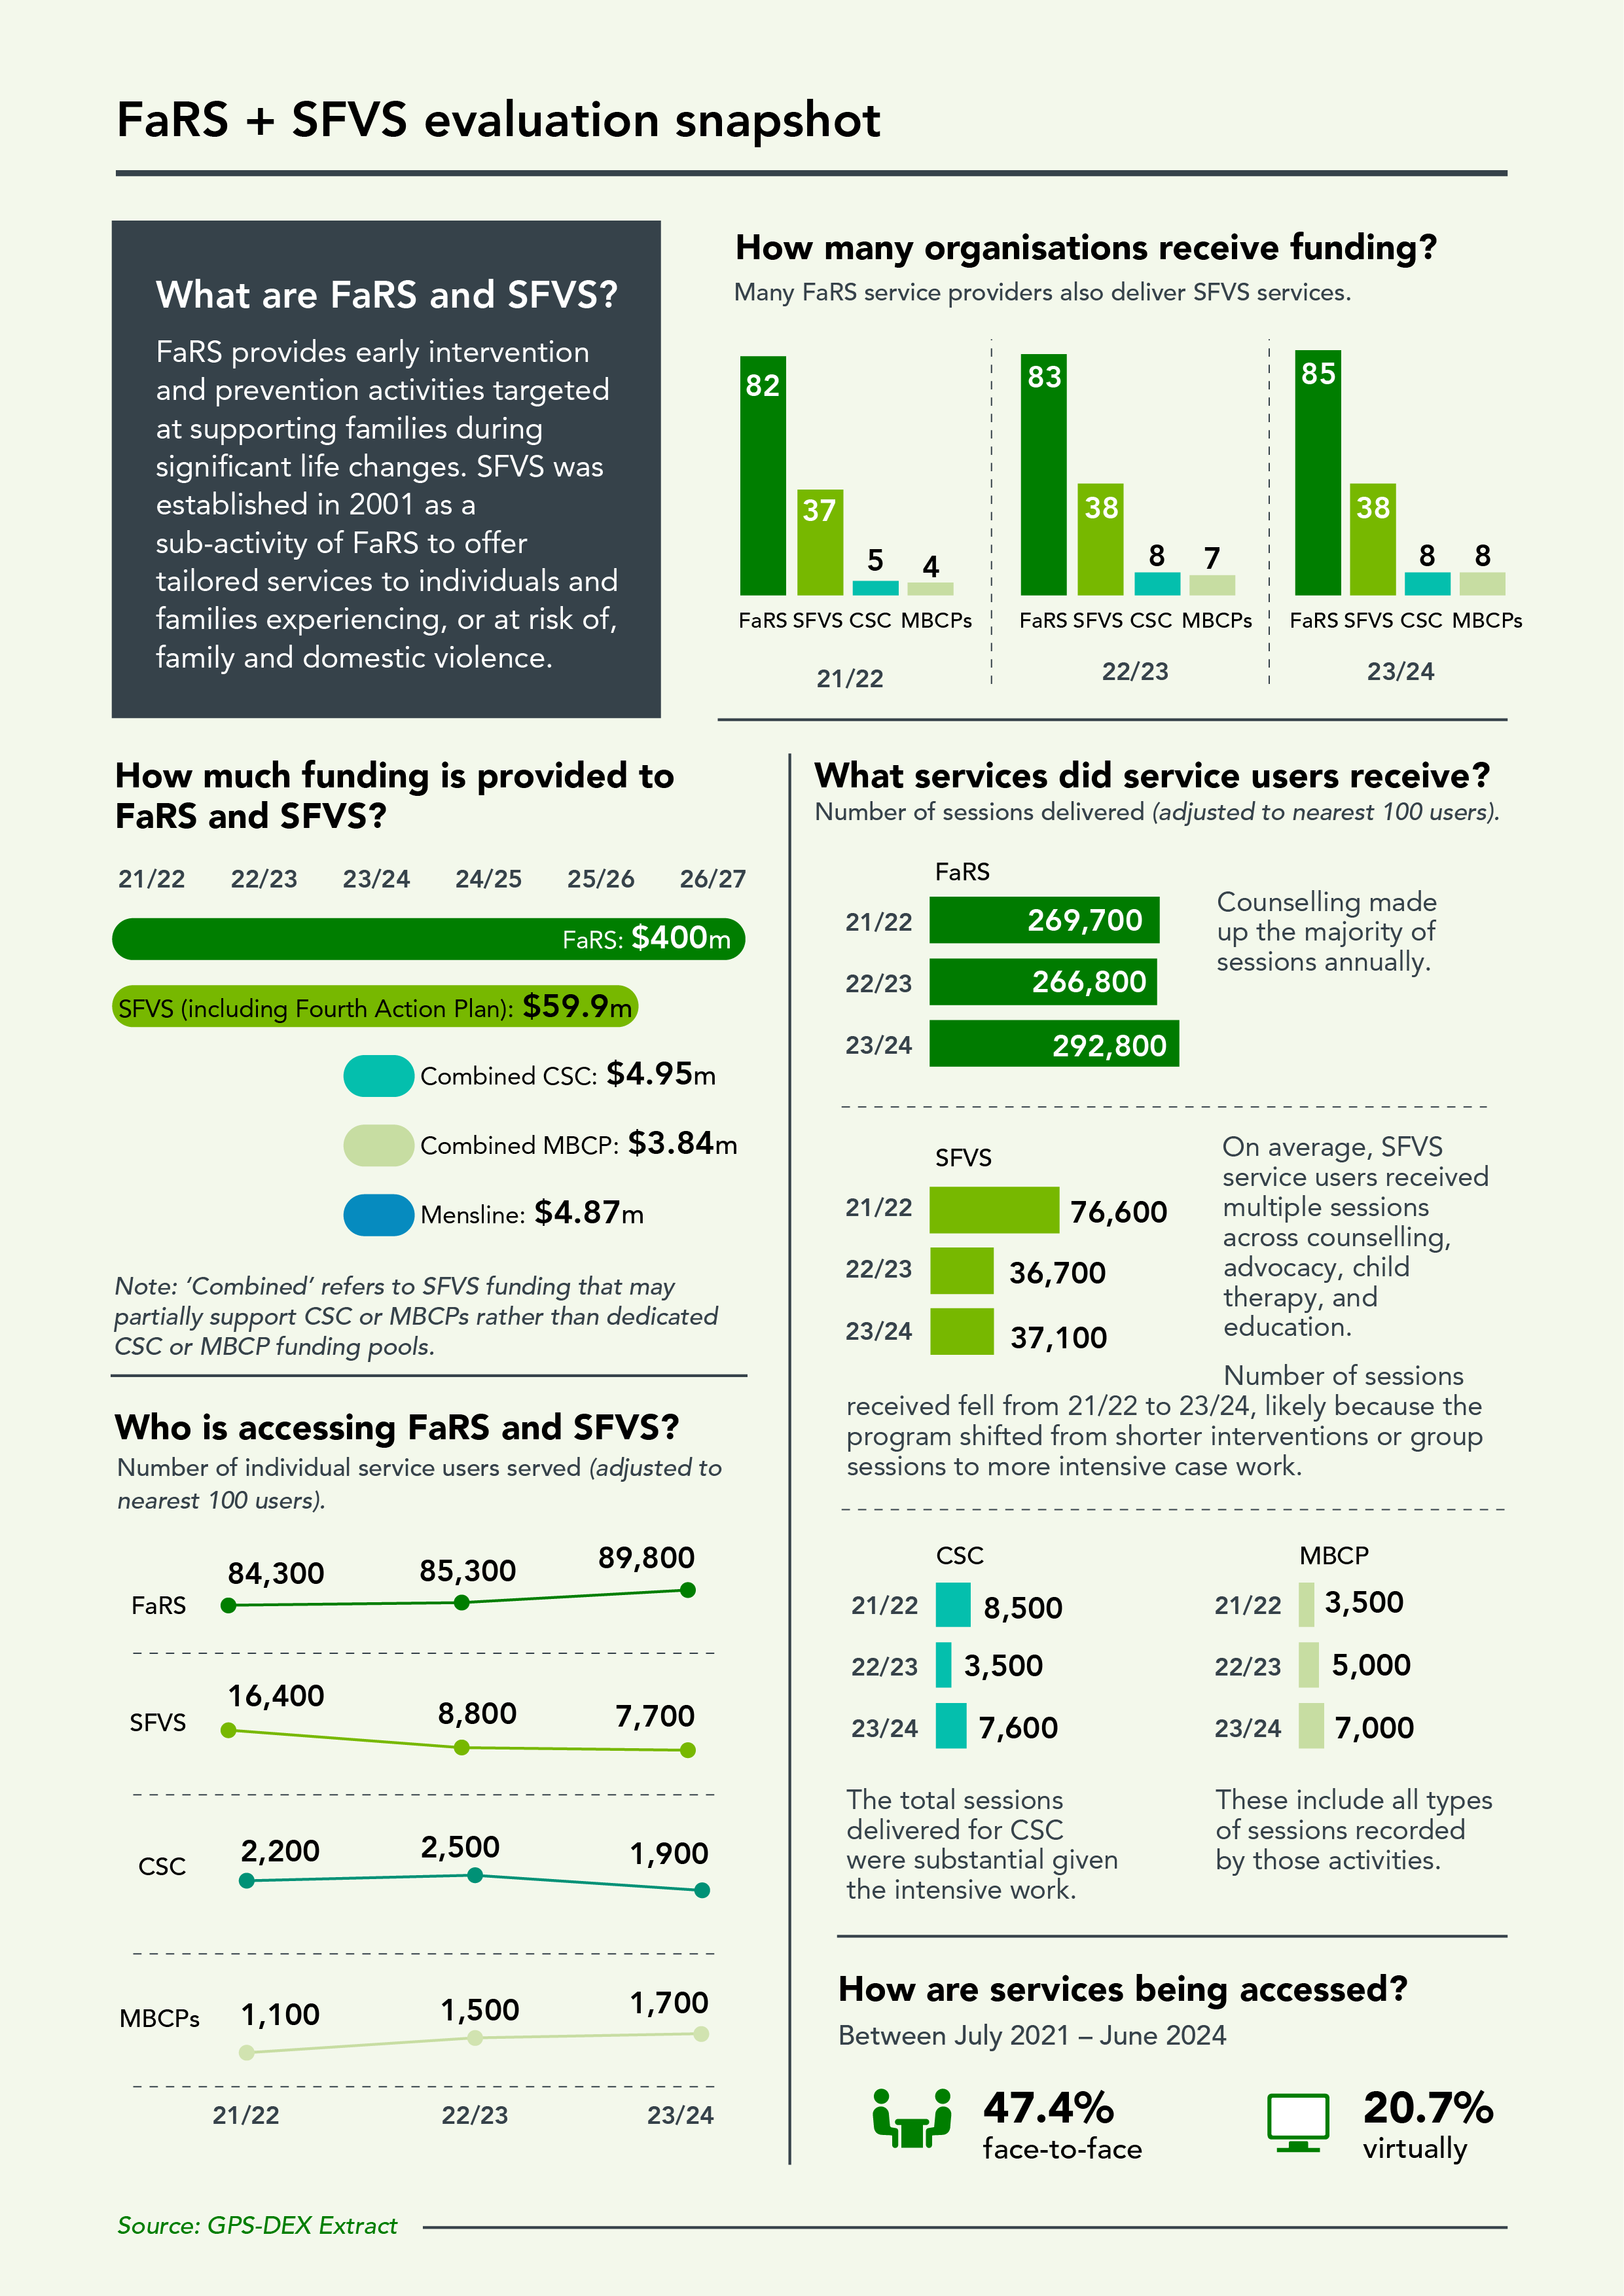 FaRS + SFVS evaluation snapshot
What are FaRS and SFVS?
FaRS provides early intervention
and prevention activities targeted
at supporting families during
significant life changes. SFVS was
established in 2001 as a
sub-activity of FaRS to offer
tailored services to individuals and
families experiencing, or at risk of,
family and domestic violence.
How many organisations receive funding?
Many FaRS service providers also deliver SFVS services.
82 37 5 4
FaRS SFVS CSC MBCPs
21/22
83 38 8 7
FaRS SFVS CSC MBCPs
22/23
85 38 8 8
FaRS SFVS CSC MBCPs
23/24
How much funding is provided to
FaRS and SFVS?
21/22 22/23 23/24 24/25 25/26 26/27
FaRS: $400m
SFVS (including Fourth Action Plan): $59.9m
Combined CSC: $4.95m
Combined MBCP: $3.84m
Mensline: $4.87m
Note: ‘Combined’ refers to SFVS funding that may
partially support CSC or MBCPs rather than dedicated
CSC or MBCP funding pools.
Who is accessing FaRS and SFVS?
Number of individual service users served (adjusted to
nearest 100 users).
FaRS 84,300 85,300 89,800
SFVS 16,400 8,800 7,700
CSC 2,200 2,500 1,900
MBCPs 1,100 1,500 1,700
21/22 22/23 23/24
What services did service users receive?
Number of sessions delivered (adjusted to nearest 100 users).
FaRS
21/22 269,700
22/23 266,800
23/24 292,800
Counselling made
up the majority of
sessions annually.
SFVS
21/22 76,600
22/23 36,700
23/24 37,100
On average, SFVS
service users received
multiple sessions
across counselling,
advocacy, child
therapy, and
education.
Number of sessions
received fell from 21/22 to 23/24, likely because the
program shifted from shorter interventions or group
sessions to more intensive case work.
CSC
21/22 8,500
22/23 3,500
23/24 7,600
The total sessions
delivered for CSC
were substantial given
the intensive work.
MBCP
21/22 3,500
22/23 5,000
23/24 7,000
These include all types
of sessions recorded
by those activities.
How are services being accessed?
Between July 2021 – June 2024
47.4%
face-to-face
20.7%
virtually
Source: GPS-DEX Extract